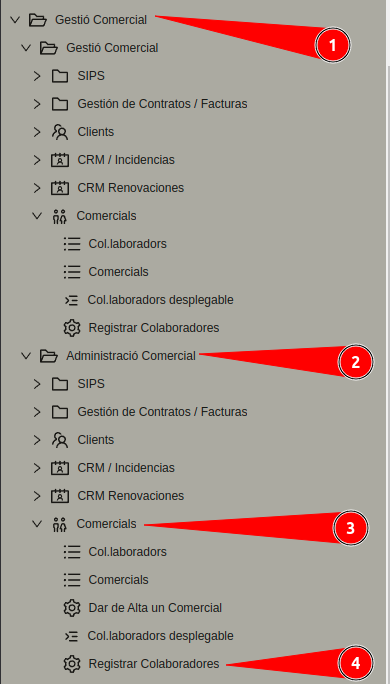 Gestió Comercial
1
Gestió Comercial
SIPS
Gestión de Contratos / Facturas
Clients
CRM / Incidencias
CRM Renovaciones
Comercials
Col.laboradors
Comercials
Col.laboradors desplegable
Registrar Colaboradores
Administració Comercial
2
SIPS
Gestión de Contratos / Facturas
Clients
CRM / Incidencias
CRM Renovaciones
Comercials
3
Col.laboradors
Comercials
Dar de Alta un Comercial
Col.laboradors desplegable
Registrar Colaboradores
4